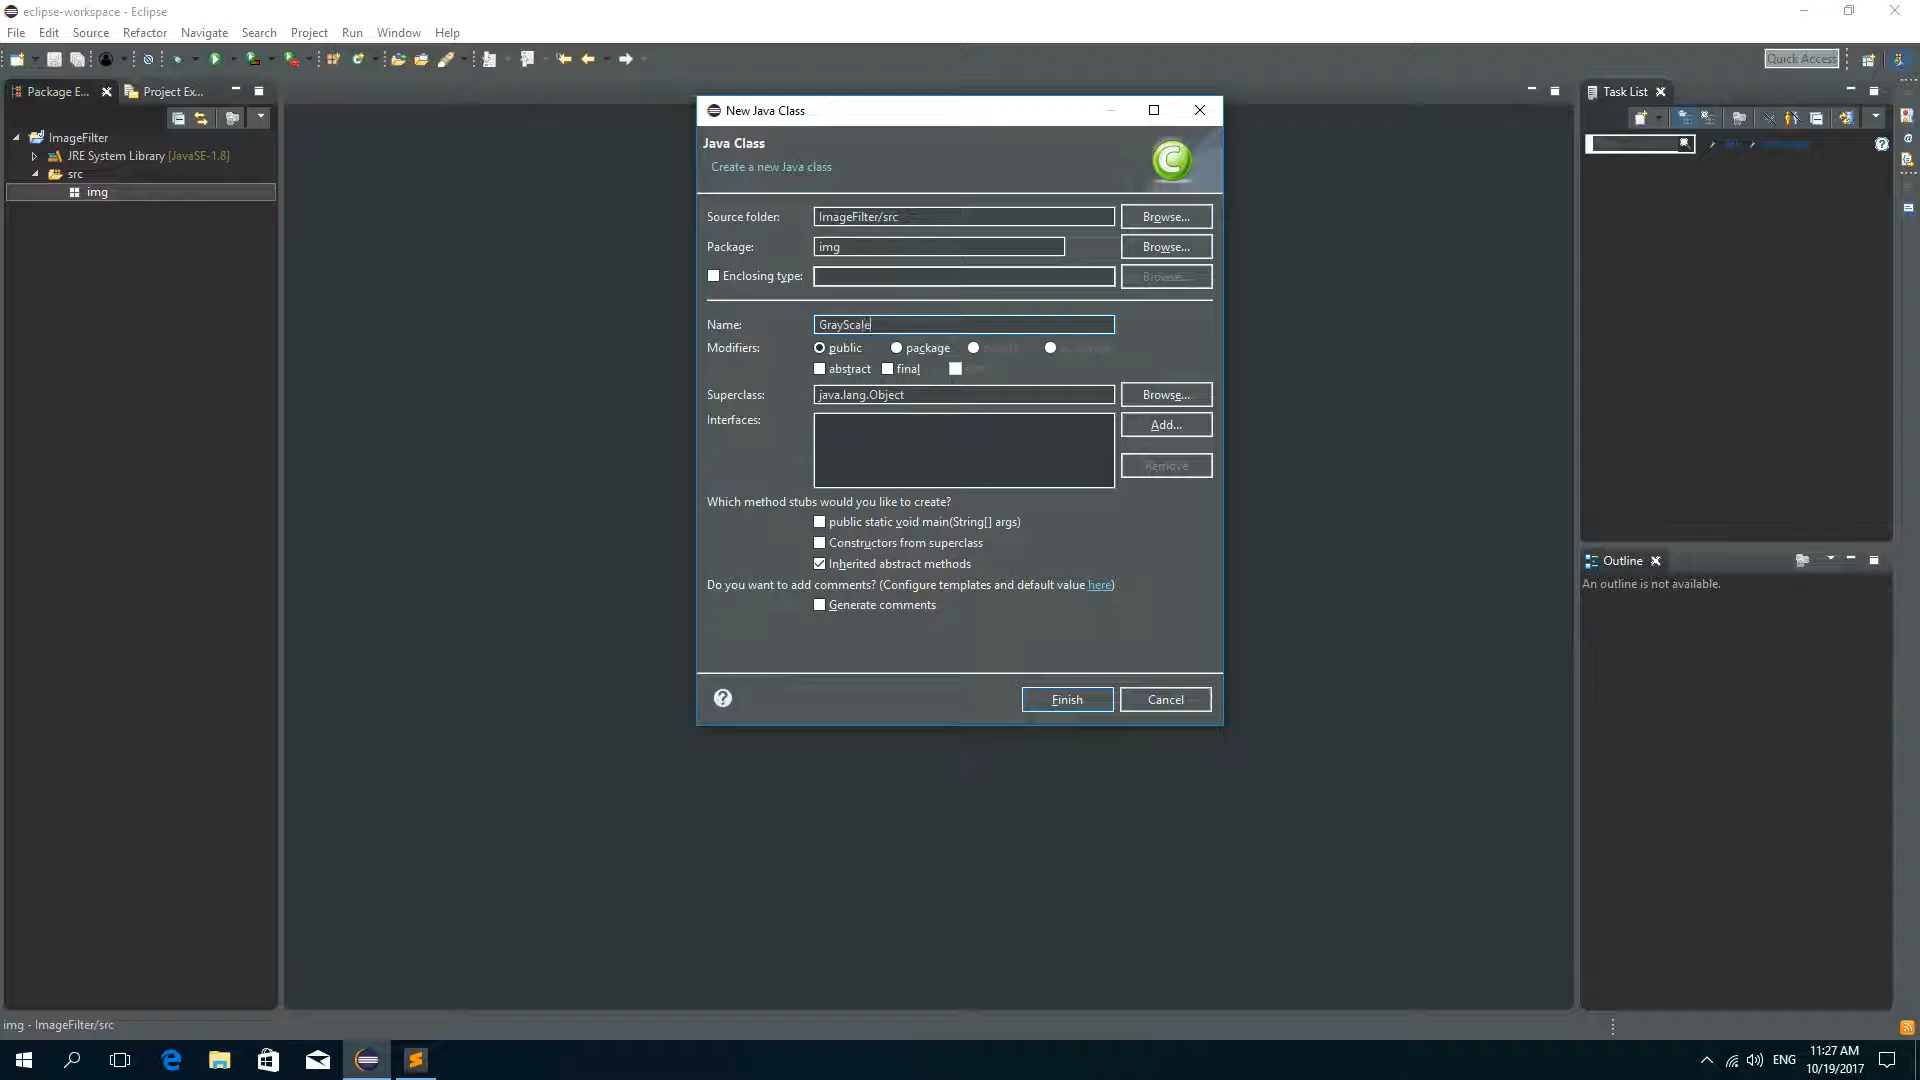 eclipse-workspace - Eclipse
File Edit Source Refactor Navigate Search Project Run Window Help
Quick Access
Package E... Project Ex...
ImageFilter
JRE System Library [JavaSE-1.8]
src
img
New Java Class
Java Class
Create a new Java class
Source folder: ImageFilter/src Browse...
Package: img Browse...
Enclosing type: Browse...
Name: GrayScale
Modifiers: public package
abstract final
Superclass: java.lang.Object Browse...
Interfaces: Add...
Remove
Which method stubs would you like to create?
public static void main(String[] args)
Constructors from superclass
Inherited abstract methods
Do you want to add comments? (Configure templates and default value here)
Generate comments
Finish Cancel
Task List
Outline
An outline is not available.
img - ImageFilter/src
ENG
11:27 AM
10/19/2017